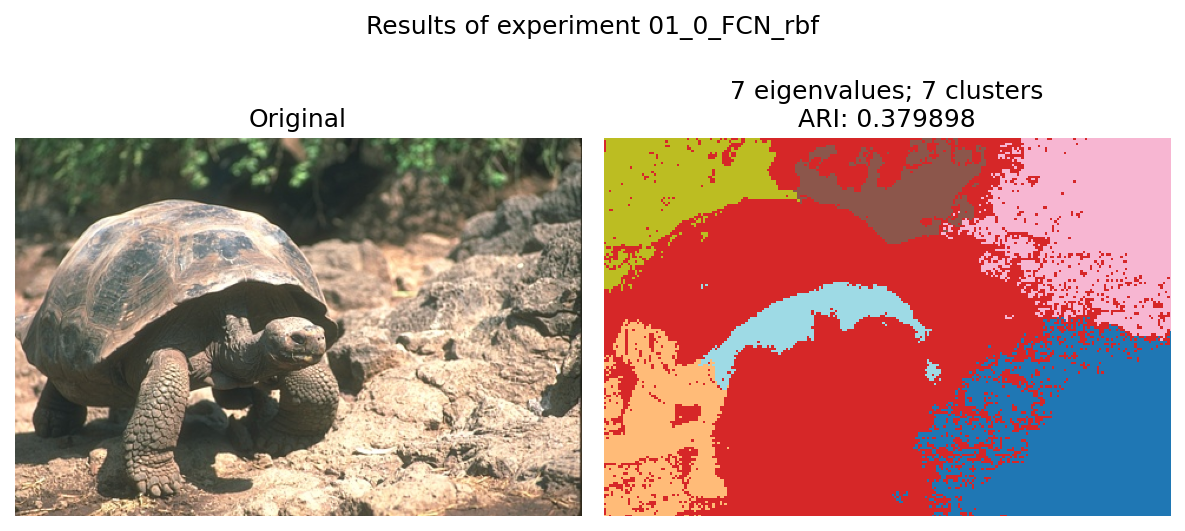 Results of experiment 01_0_FCN_rbf
Original
7 eigenvalues; 7 clusters
ARI: 0.379898